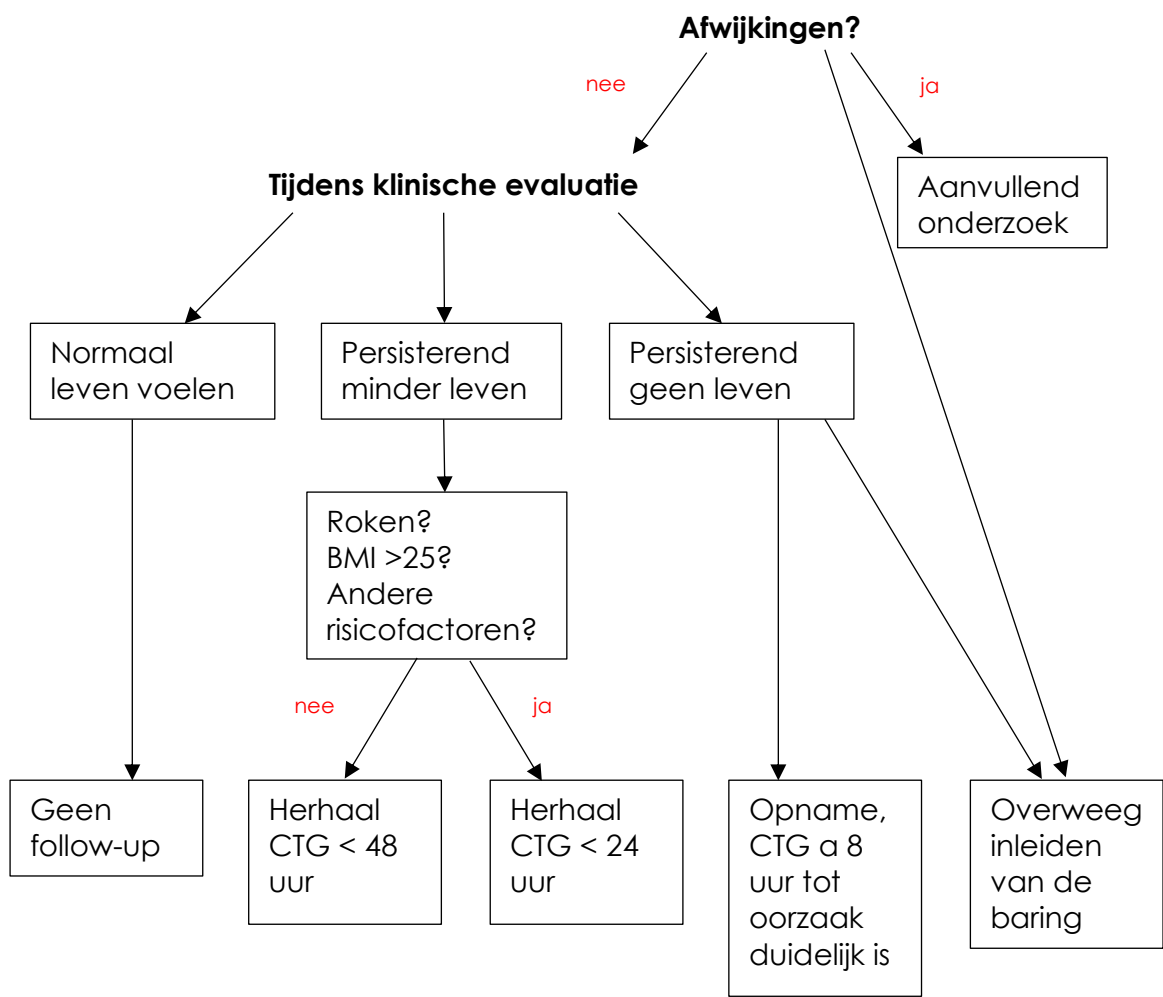 Afwijkingen?
nee
ja
Tijdens klinische evaluatie
Aanvullend
onderzoek
Normaal
leven voelen
Persisterend
minder leven
Persisterend
geen leven
Roken?
BMI >25?
Andere
risicofactoren?
nee
ja
Geen
follow-up
Herhaal
CTG < 48
uur
Herhaal
CTG < 24
uur
Opname,
CTG a 8
uur tot
oorzaak
duidelijk is
Overweeg
inleiden
van de
baring